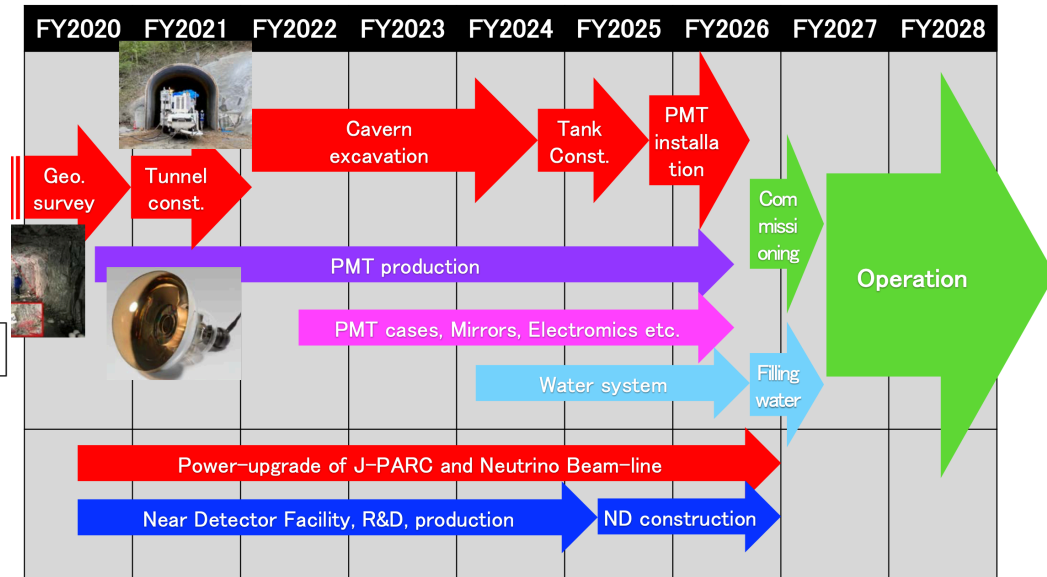 FY2020 FY2021 FY2022 FY2023 FY2024 FY2025 FY2026 FY2027 FY2028
Geo.
survey
Tunnel
const.
Cavern
excavation
Tank
Const.
PMT
installa
tion
Com
missi
oning
Operation
PMT production
PMT cases, Mirrors, Electromics etc.
Water system
Filling
water
Power-upgrade of J-PARC and Neutrino Beam-line
Near Detector Facility, R&D, production
ND construction